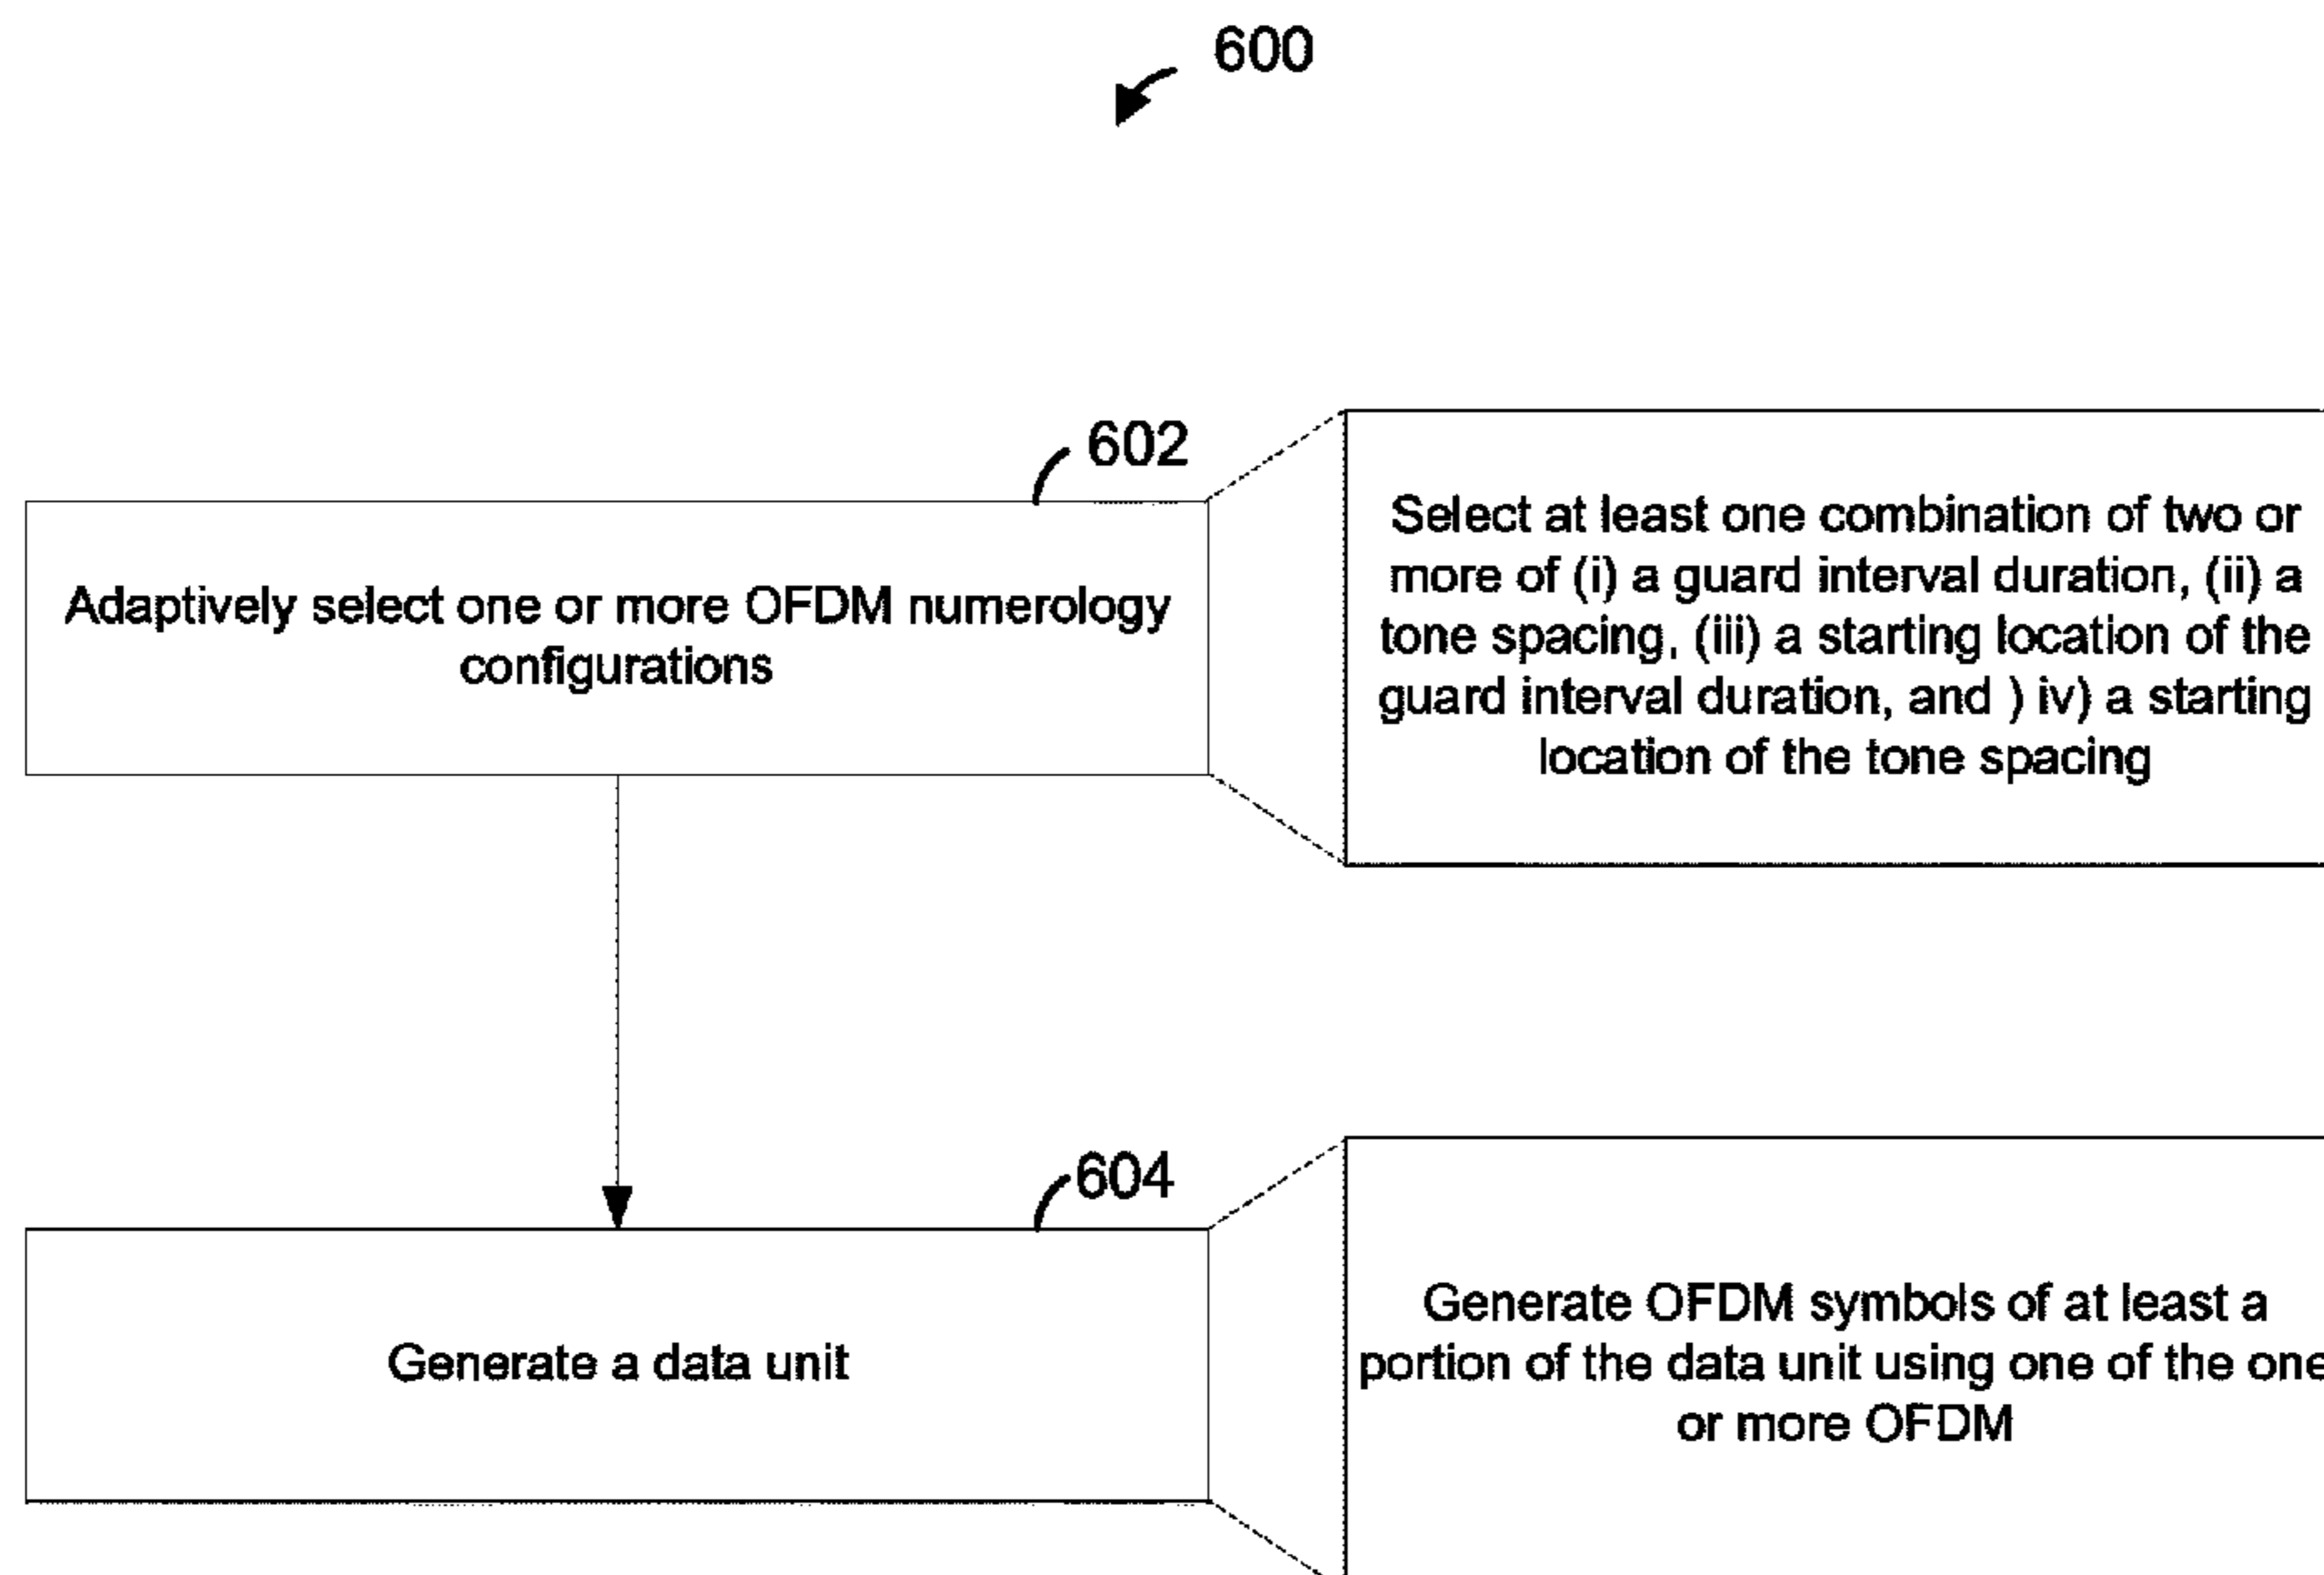 600
602
Adaptively select one or more OFDM numerology
configurations
Select at least one combination of two or
more of (i) a guard interval duration, (ii) a
tone spacing, (iii) a starting location of the
guard interval duration, and ) iv) a starting
location of the tone spacing
604
Generate a data unit
Generate OFDM symbols of at least a
portion of the data unit using one of the one
or more OFDM